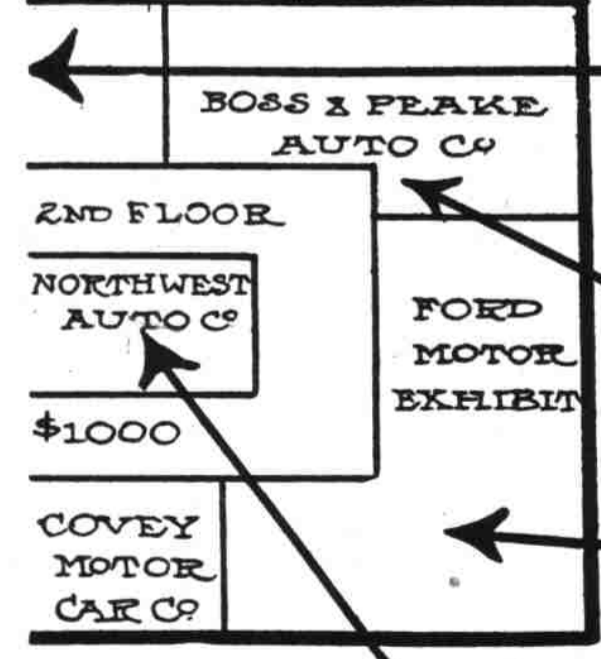 BOSS & PEAKE
AUTO Co
2ND FLOOR
NORTHWEST
AUTO Co
FORD
MOTOR
EXHIBIT
$1000
COVEY
MOTOR
CAR Co